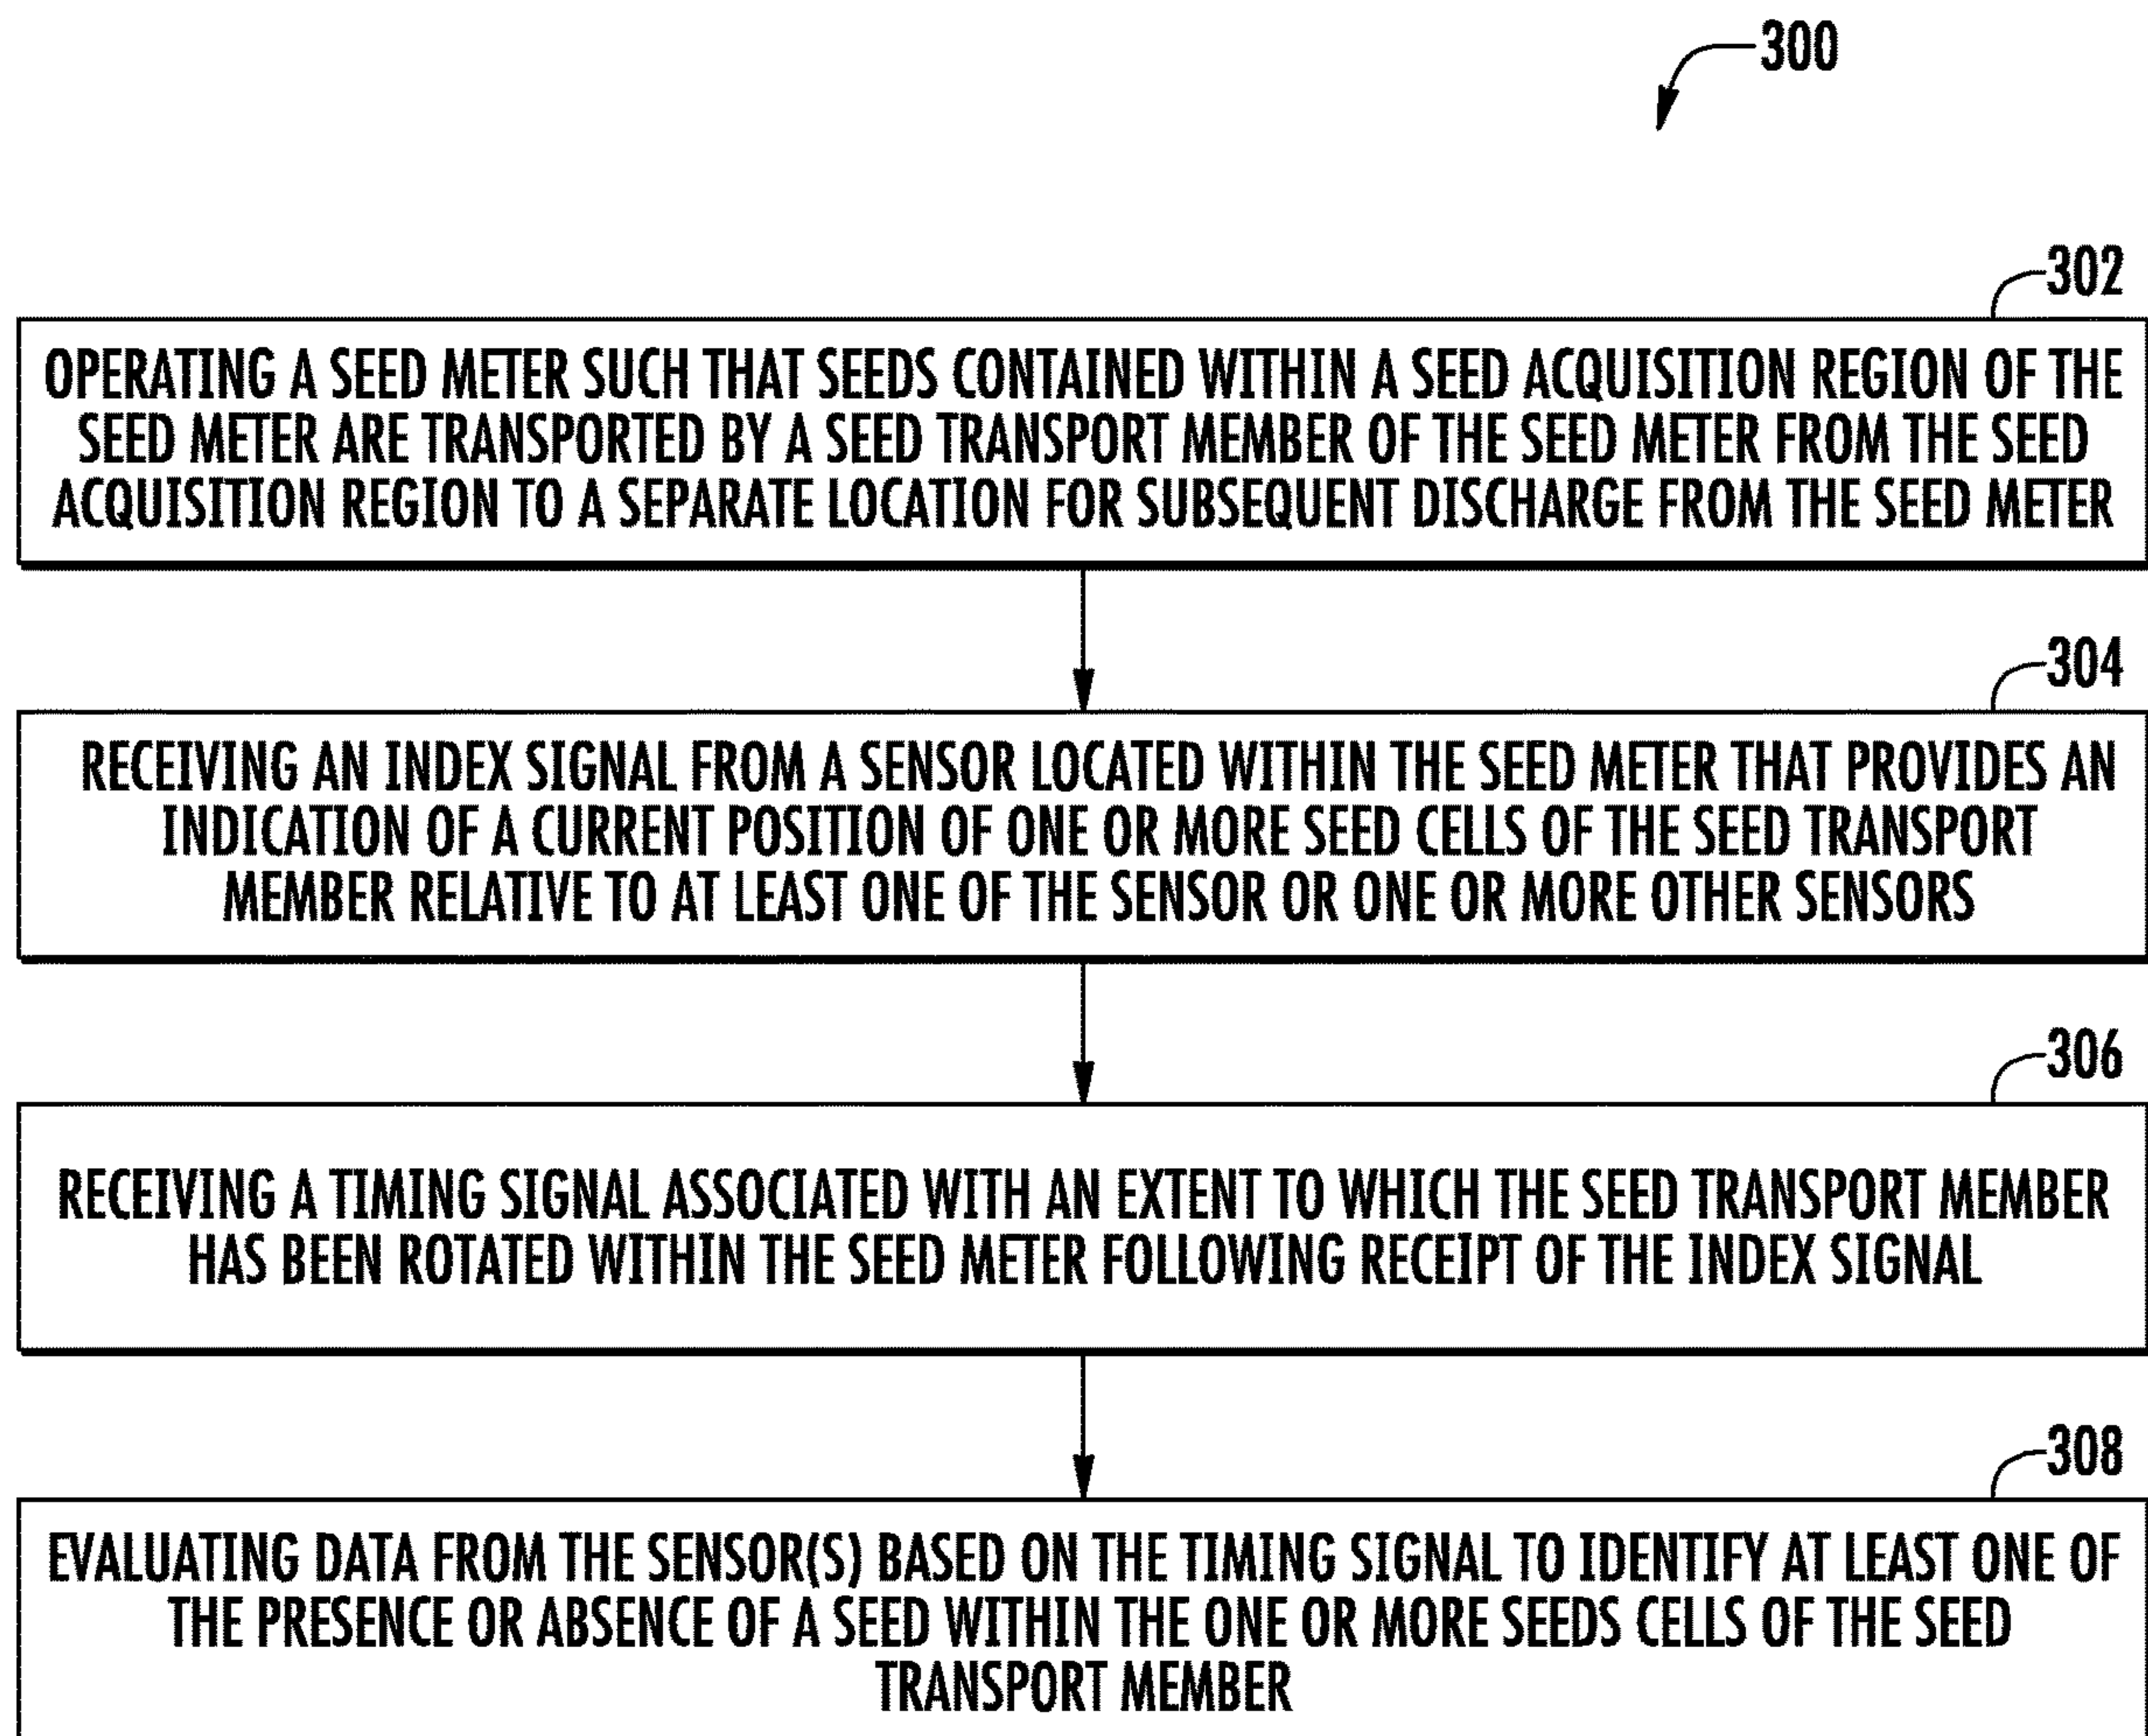 300
302
OPERATING A SEED METER SUCH THAT SEEDS CONTAINED WITHIN A SEED ACQUISITION REGION OF THE
SEED METER ARE TRANSPORTED BY A SEED TRANSPORT MEMBER OF THE SEED METER FROM THE SEED
ACQUISITION REGION TO A SEPARATE LOCATION FOR SUBSEQUENT DISCHARGE FROM THE SEED METER
304
RECEIVING AN INDEX SIGNAL FROM A SENSOR LOCATED WITHIN THE SEED METER THAT PROVIDES AN
INDICATION OF A CURRENT POSITION OF ONE OR MORE SEED CELLS OF THE SEED TRANSPORT
MEMBER RELATIVE TO AT LEAST ONE OF THE SENSOR OR ONE OR MORE OTHER SENSORS
306
RECEIVING A TIMING SIGNAL ASSOCIATED WITH AN EXTENT TO WHICH THE SEED TRANSPORT MEMBER
HAS BEEN ROTATED WITHIN THE SEED METER FOLLOWING RECEIPT OF THE INDEX SIGNAL
308
EVALUATING DATA FROM THE SENSOR(S) BASED ON THE TIMING SIGNAL TO IDENTIFY AT LEAST ONE OF
THE PRESENCE OR ABSENCE OF A SEED WITHIN THE ONE OR MORE SEEDS CELLS OF THE SEED
TRANSPORT MEMBER